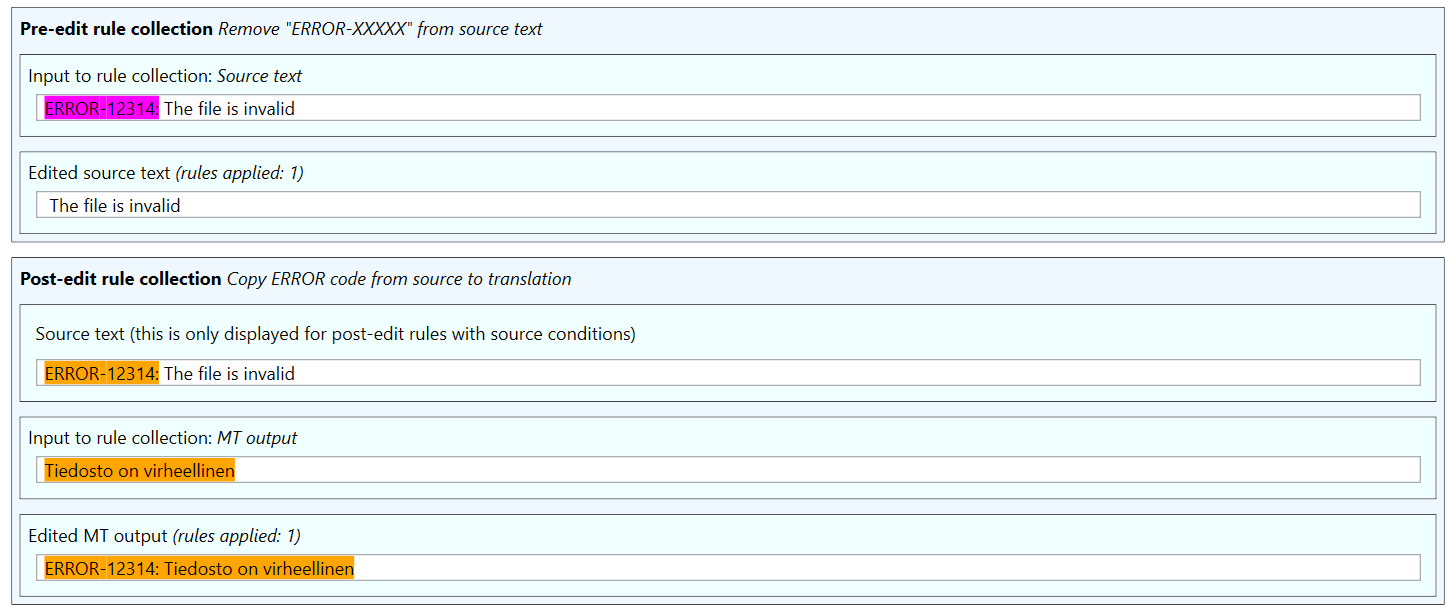 Pre-edit rule collection Remove "ERROR-XXXXX" from source text
Input to rule collection: Source text
ERROR-12314: The file is invalid
Edited source text (rules applied: 1)
The file is invalid
Post-edit rule collection Copy ERROR code from source to translation
Source text (this is only displayed for post-edit rules with source conditions)
ERROR-12314: The file is invalid
Input to rule collection: MT output
Tiedosto on virheellinen
Edited MT output (rules applied: 1)
ERROR-12314: Tiedosto on virheellinen